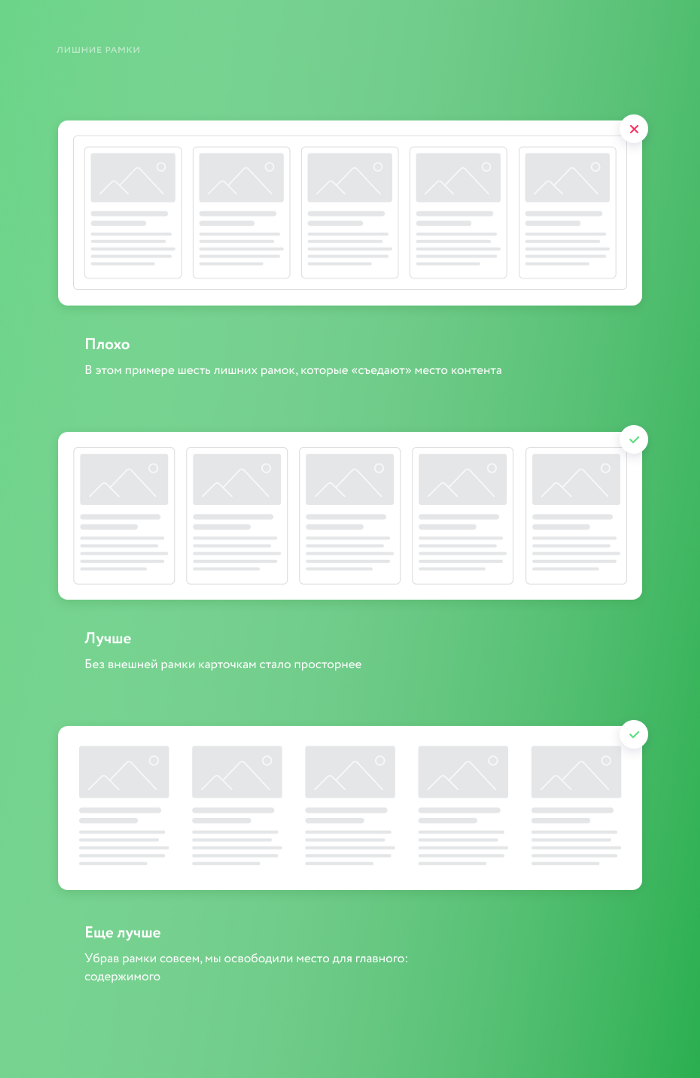 ЛИШНИЕ РАМКИ
Плохо
В этом примере шесть лишних рамок, которые «съедают» место контента
Лучше
Без внешней рамки карточкам стало просторнее
Еще лучше
Убрав рамки совсем, мы освободили место для главного:
содержимого